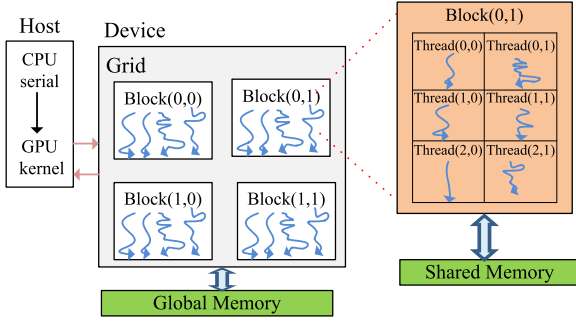 Host
CPU
serial
GPU
kernel
Device
Grid
Block(0,0)
Block(0,1)
Block(1,0)
Block(1,1)
Global Memory
Block(0,1)
Thread(0,0)
Thread(0,1)
Thread(1,0)
Thread(1,1)
Thread(2,0)
Thread(2,1)
Shared Memory